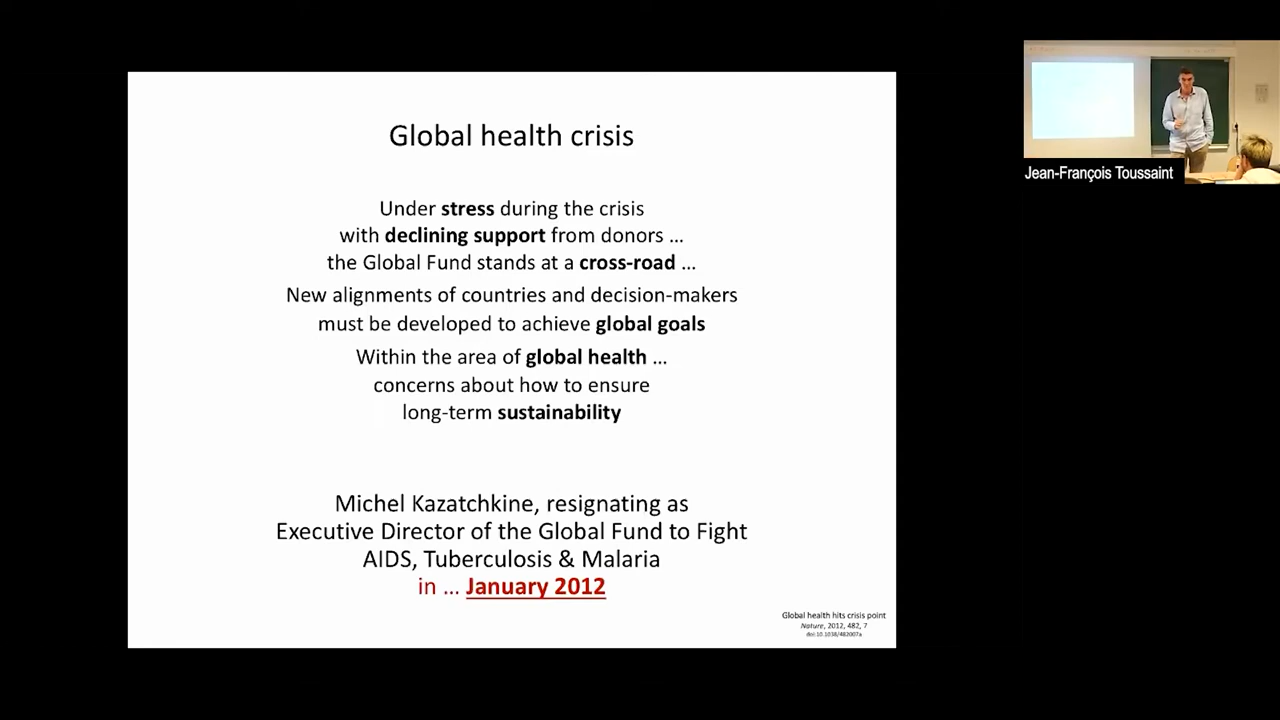 Global health crisis
Under stress during the crisis
with declining support from donors ...
the Global Fund stands at a cross-road ...
New alignments of countries and decision-makers
must be developed to achieve global goals
Within the area of global health ...
concerns about how to ensure
long-term sustainability
Michel Kazatchkine, resignating as
Executive Director of the Global Fund to Fight
AIDS, Tuberculosis & Malaria
in ... January 2012
Global health hits crisis point
Nature, 2012, 482, 7
doi:10.1038/482007a
Jean-François Toussaint